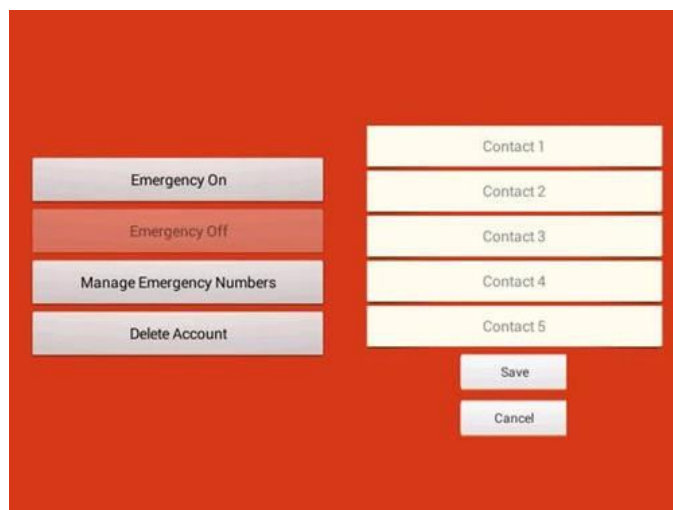 Emergency On
Emergency Off
Manage Emergency Numbers
Delete Account
Contact 1
Contact 2
Contact 3
Contact 4
Contact 5
Save
Cancel